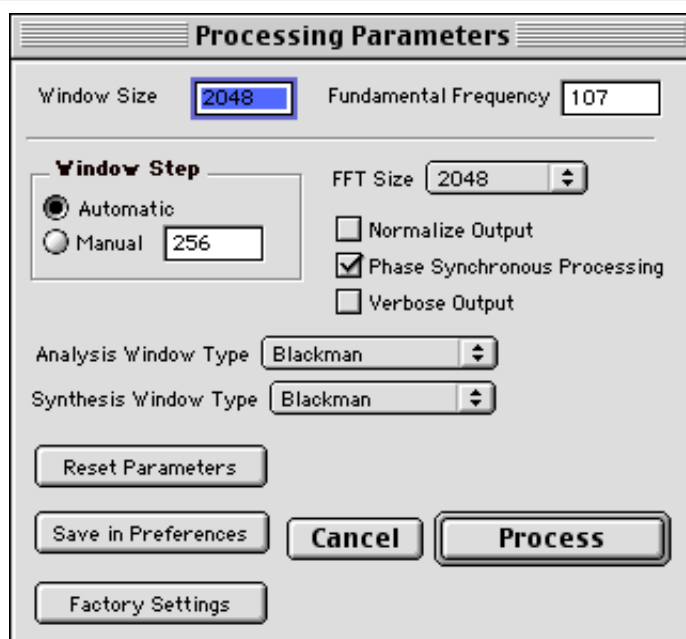 Processing Parameters
Window Size 2048 Fundamental Frequency 107
Window Step
FFT Size 2048
Automatic
Manual 256
Normalize Output
Phase Synchronous Processing
Verbose Output
Analysis Window Type Blackman
Synthesis Window Type Blackman
Reset Parameters
Save in Preferences Cancel Process
Factory Settings